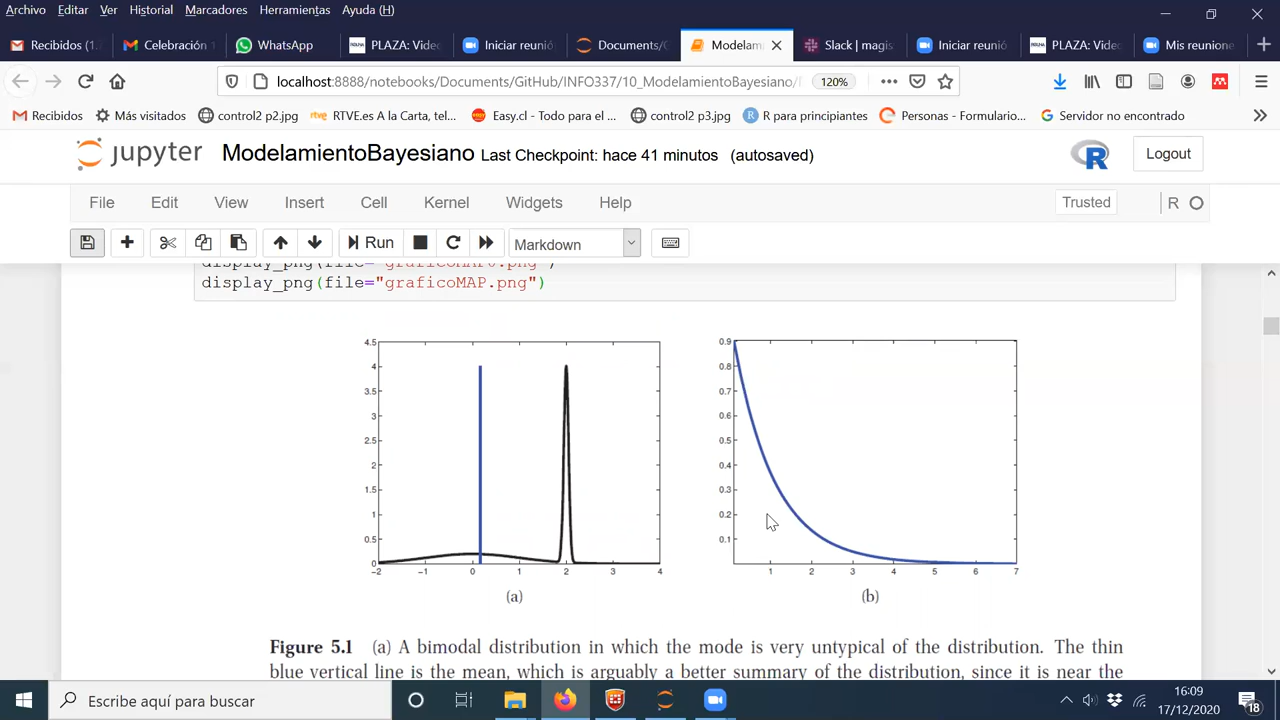 Archivo Editar Ver Historial Marcadores Herramientas Ayuda (H)
Recibidos (1. Celebración 1 WhatsApp PLAZA: Video Iniciar reunió Documents/G Modelam Slack | magis Iniciar reunió PLAZA: Video Mis reunione
localhost:8888/notebooks/Documents/GitHub/INFO337/10_ModelamientoBayesiano/ 120%
Recibidos Más visitados control2 p2.jpg RTVE.es A la Carta, tel... Easy.cl - Todo para el ... control2 p3.jpg R para principiantes Personas - Formulario... Servidor no encontrado
jupyter ModelamientoBayesiano Last Checkpoint: hace 41 minutos (autosaved) R Logout
File Edit View Insert Cell Kernel Widgets Help Trusted R
Run Markdown
display_png(file="graficoMAP0.png")
display_png(file="graficoMAP.png")
4.5
4
3.5
3
2.5
2
1.5
1
0.5
0
−2 −1 0 1 2 3 4
(a)
0.9
0.8
0.7
0.6
0.5
0.4
0.3
0.2
0.1
1 2 3 4 5 6 7
(b)
Figure 5.1 (a) A bimodal distribution in which the mode is very untypical of the distribution. The thin
blue vertical line is the mean, which is arguably a better summary of the distribution, since it is near the
Escribe aquí para buscar
16:09
17/12/2020
18